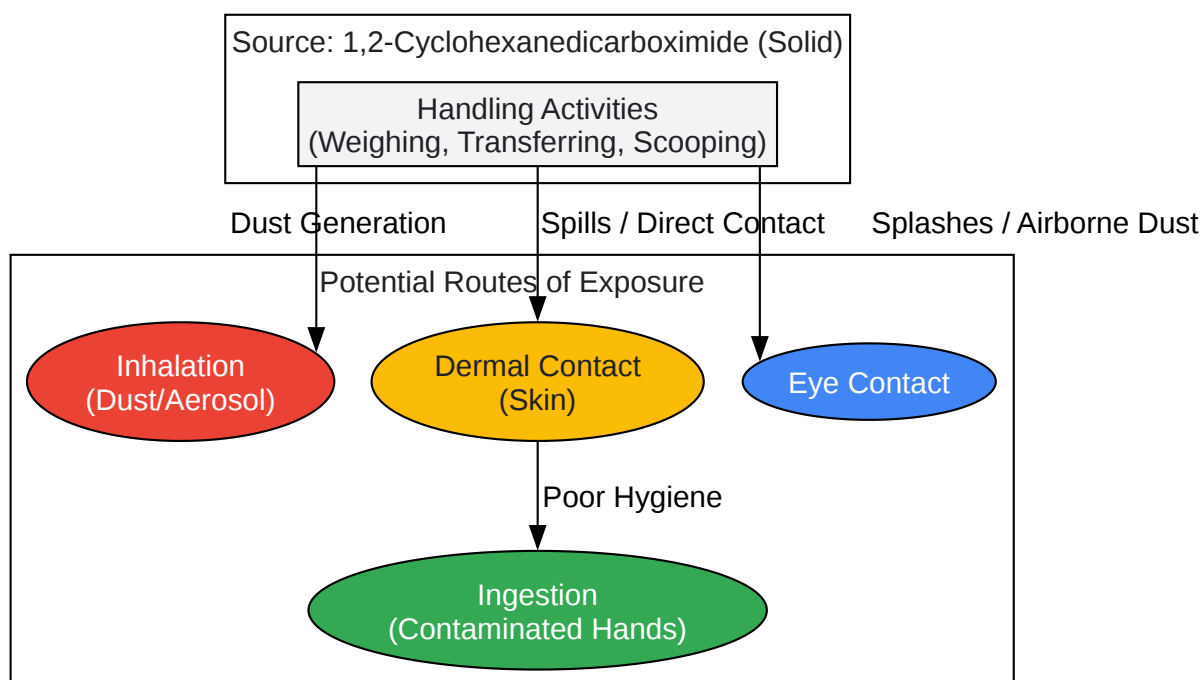 Source: 1,2-Cyclohexanedicarboximide (Solid)
Handling Activities
(Weighing, Transferring, Scooping)
Dust Generation
Spills / Direct Contact
Splashes / Airborne Dust
Potential Routes of Exposure
Inhalation
(Dust/Aerosol)
Dermal Contact
(Skin)
Eye Contact
Poor Hygiene
Ingestion
(Contaminated Hands)